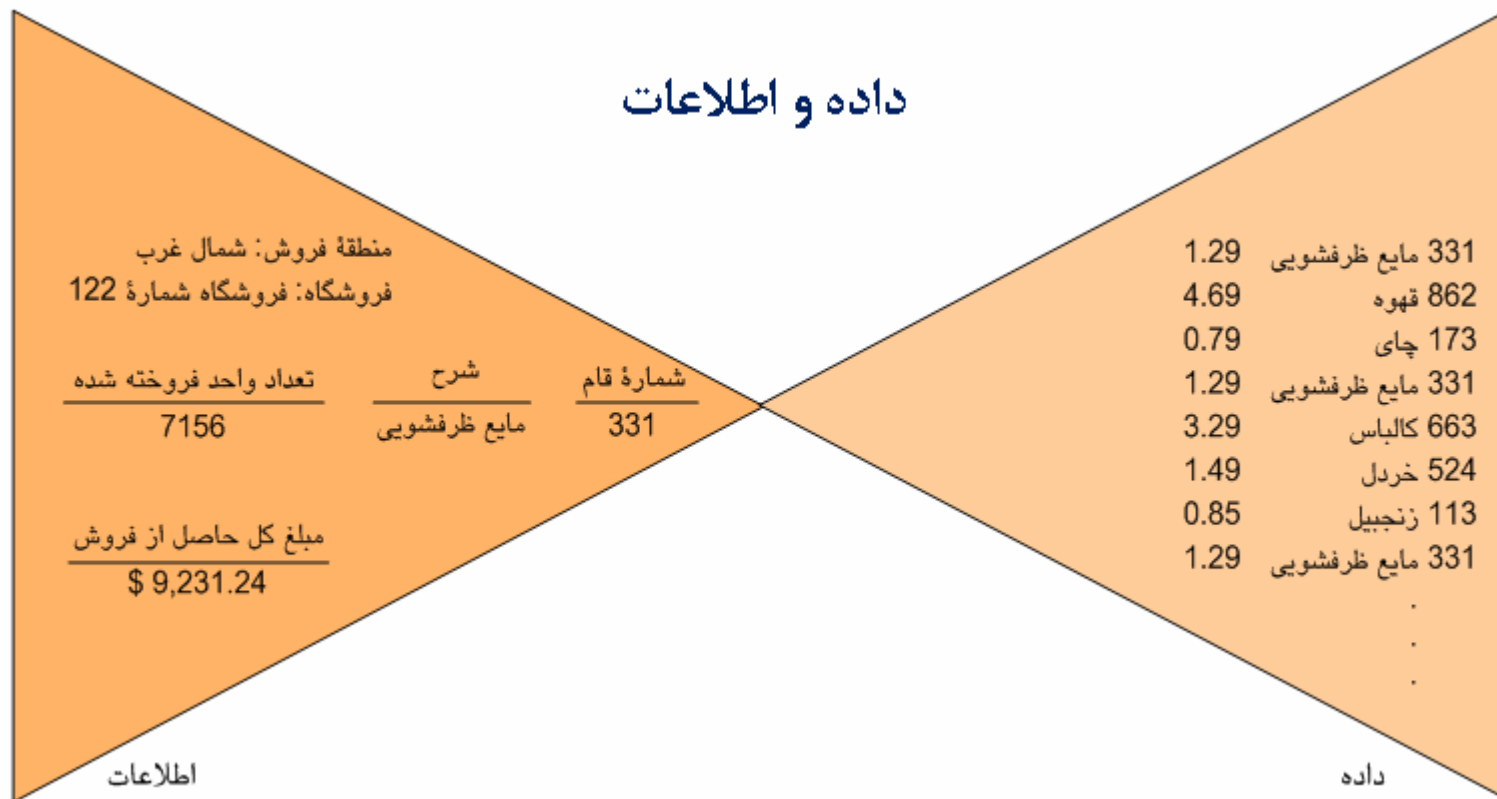 داده و اطلاعات
331 مایع ظرفشویی 1.29
862 قهوه 4.69
173 چای 0.79
331 مایع ظرفشویی 1.29
663 کالباس 3.29
524 خردل 1.49
113 زنجبیل 0.85
331 مایع ظرفشویی 1.29
.
.
.
داده
منطقهٔ فروش: شمال غرب
فروشگاه: فروشگاه شمارهٔ 122
شمارهٔ قام شرح تعداد واحد فروخته شده
331 مایع ظرفشویی 7156
مبلغ کل حاصل از فروش
$ 9,231.24
اطلاعات